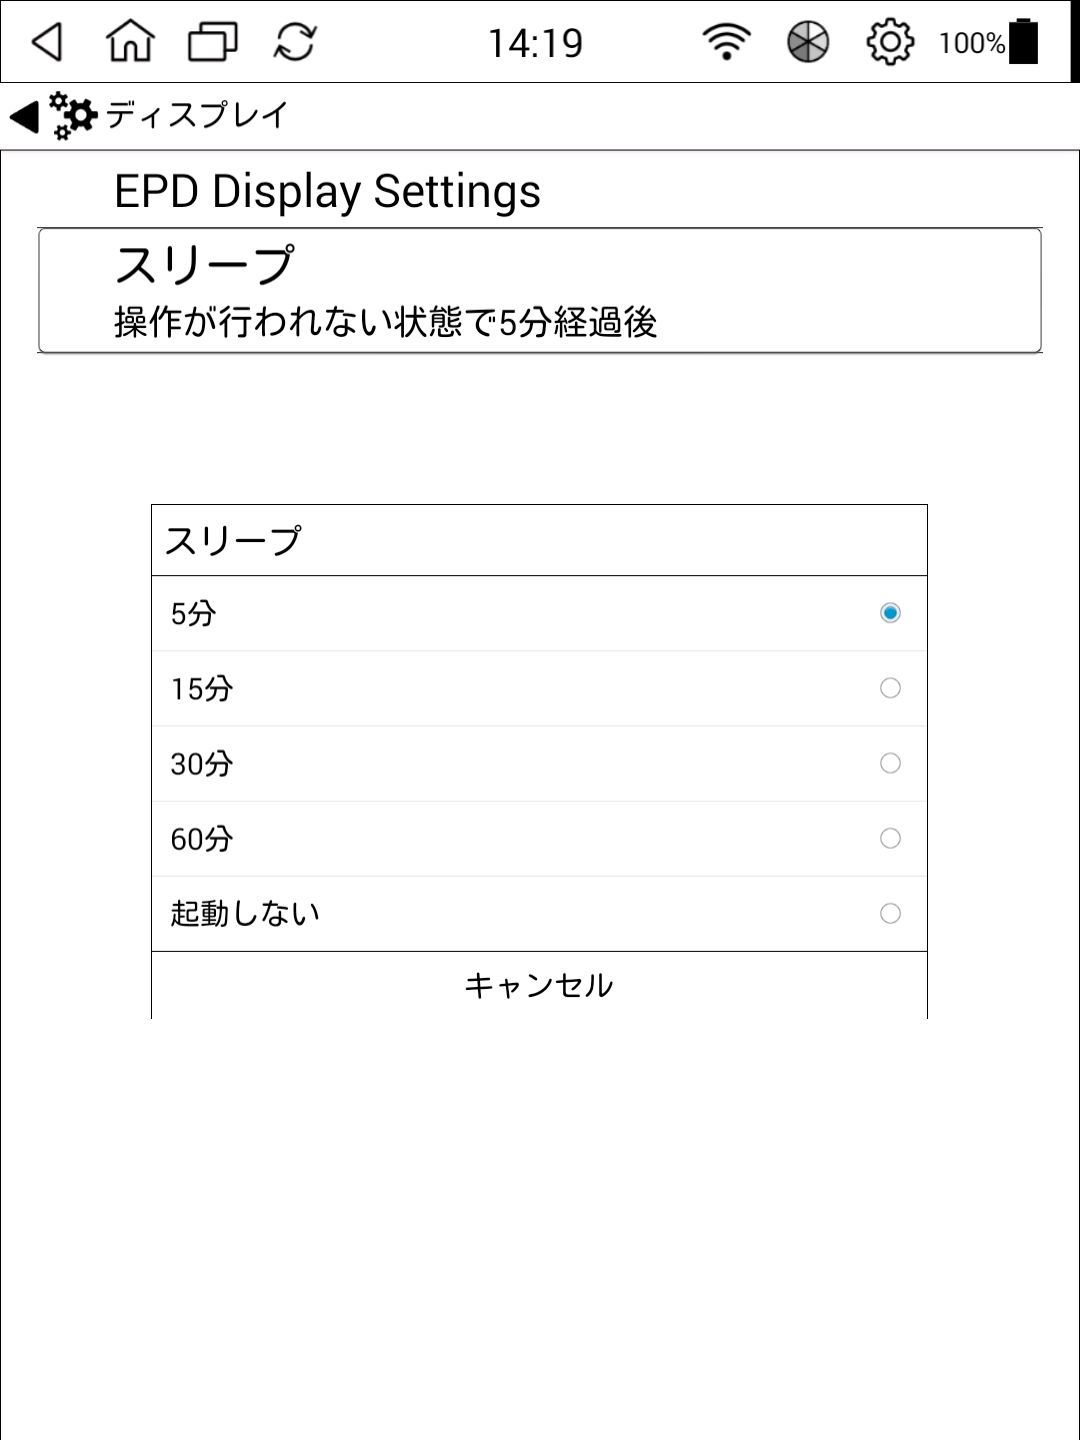 14:19
100%
ディスプレイ
EPD Display Settings
スリープ
操作が行われない状態で5分経過後
スリープ
5分
15分
30分
60分
起動しない
キャンセル